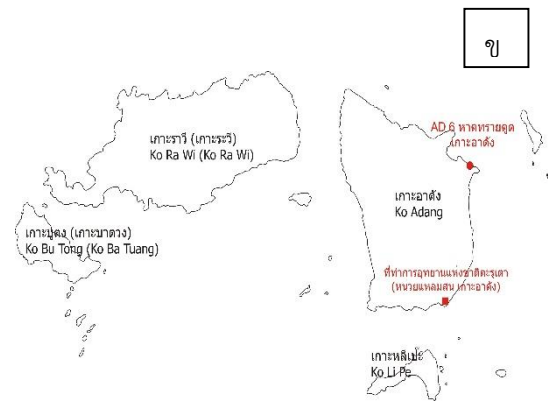 ข
AD 6 หาดทรายดูด
เกาะอาดัง
เกาะราวี (เกาะระวิ)
Ko Ra Wi (Ko Ra Wi)
เกาะอาดัง
Ko Adang
เกาะบุตง (เกาะบาตวง)
Ko Bu Tong (Ko Ba Tuang)
ที่ทำการอุทยานแห่งชาติตะรุเตา
(หน่วยแหลมสน เกาะอาดัง)
เกาะหลีเป๊ะ
Ko Li Pe